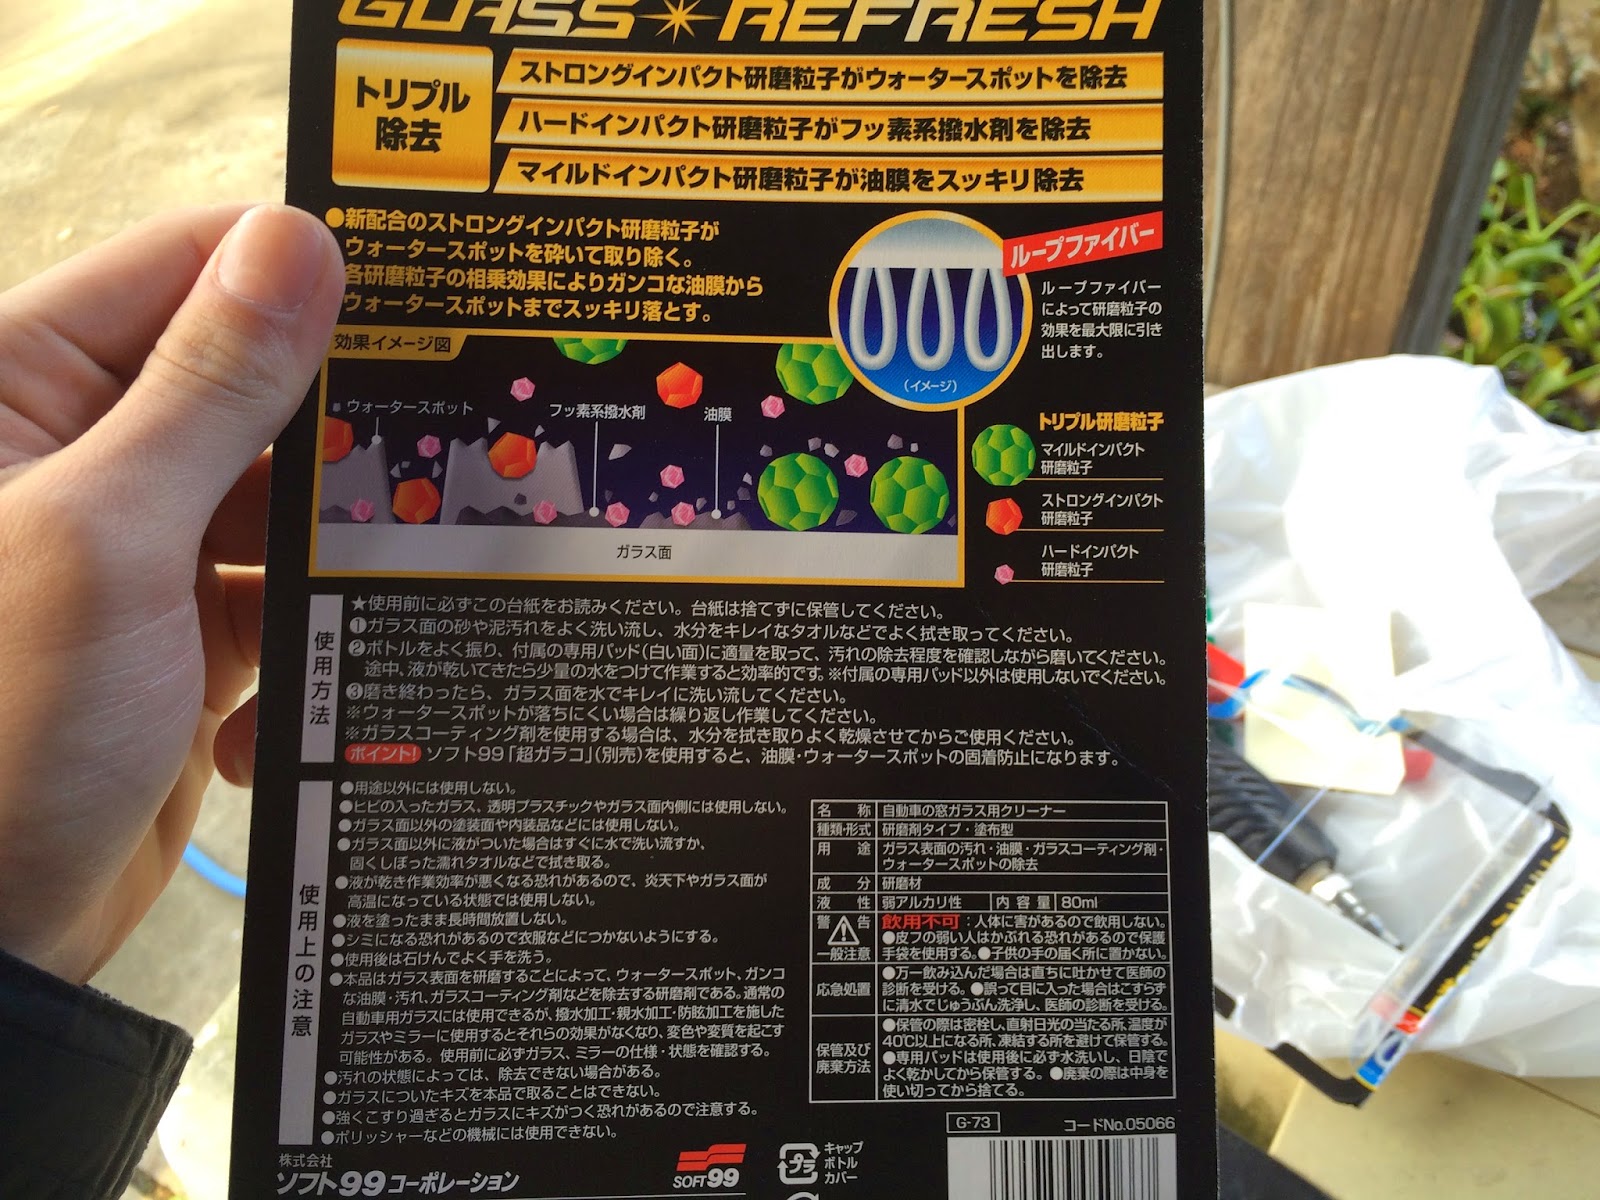 GLASS REFRESH
トリプル
除去
ストロングインパクト研磨粒子がウォータースポットを除去
ハードインパクト研磨粒子がフッ素系撥水剤を除去
マイルドインパクト研磨粒子が油膜をスッキリ除去
●新配合のストロングインパクト研磨粒子が
ウォータースポットを砕いて取り除く。
各研磨粒子の相乗効果によりガンコな油膜から
ウォータースポットまでスッキリ落とす。
ループファイバー
ループファイバー
によって研磨粒子の
効果を最大限に引き
出します。
(イメージ)
効果イメージ図
ウォータースポット
フッ素系撥水剤
油膜
ガラス面
トリプル研磨粒子
マイルドインパクト
研磨粒子
ストロングインパクト
研磨粒子
ハードインパクト
研磨粒子
使用方法
★使用前に必ずこの台紙をお読みください。台紙は捨てずに保管してください。
❶ガラス面の砂や泥汚れをよく洗い流し、水分をキレイなタオルなどでよく拭き取ってください。
❷ボトルをよく振り、付属の専用パッド(白い面)に適量を取って、汚れの除去程度を確認しながら磨いてください。
途中、液が乾いてきたら少量の水をつけて作業すると効率的です。※付属の専用パッド以外は使用しないでください。
❸磨き終わったら、ガラス面を水でキレイに洗い流してください。
※ウォータースポットが落ちにくい場合は繰り返し作業してください。
※ガラスコーティング剤を使用する場合は、水分を拭き取りよく乾燥させてからご使用ください。
ポイント! ソフト99「超ガラコ」(別売)を使用すると、油膜・ウォータースポットの固着防止になります。
使用上の注意
●用途以外には使用しない。
●ヒビの入ったガラス、透明プラスチックやガラス面内側には使用しない。
●ガラス面以外の塗装面や内装品などには使用しない。
●ガラス面以外に液がついた場合はすぐに水で洗い流すか、
固くしぼった濡れタオルなどで拭き取る。
●液が乾き作業効率が悪くなる恐れがあるので、炎天下やガラス面が
高温になっている状態では使用しない。
●液を塗ったまま長時間放置しない。
●シミになる恐れがあるので衣服などにつかないようにする。
●使用後は石けんでよく手を洗う。
●本品はガラス表面を研磨することによって、ウォータースポット、ガンコ
な油膜・汚れ、ガラスコーティング剤などを除去する研磨剤である。通常の
自動車用ガラスには使用できるが、撥水加工・親水加工・防眩加工を施した
ガラスやミラーに使用するとそれらの効果がなくなり、変色や変質を起こす
可能性がある。使用前に必ずガラス、ミラーの仕様・状態を確認する。
●汚れの状態によっては、除去できない場合がある。
●ガラスについたキズを本品で取ることはできない。
●強くこすり過ぎるとガラスにキズがつく恐れがあるので注意する。
●ポリッシャーなどの機械には使用できない。
名 称 自動車の窓ガラス用クリーナー
種類・形式 研磨剤タイプ・塗布型
用 途 ガラス表面の汚れ・油膜・ガラスコーティング剤・
ウォータースポットの除去
成 分 研磨材
液 性 弱アルカリ性 内容量 80ml
警 告 飲用不可：人体に害があるので飲用しない。
●皮フの弱い人はかぶれる恐れがあるので保護
一般注意 手袋を使用する。●子供の手の届く所に置かない。
応急処置 ●万一飲み込んだ場合は直ちに吐かせて医師の
診断を受ける。●誤って目に入った場合はこすらず
に清水でじゅうぶん洗浄し、医師の診断を受ける。
保管及び
廃棄方法
●保管の際は密栓し、直射日光の当たる所、温度が
40℃以上になる所、凍結する所を避けて保管する。
●専用パッドは使用後に必ず水洗いし、日陰で
よく乾かしてから保管する。●廃棄の際は中身を
使い切ってから捨てる。
G-73
コードNo.05066
株式会社
ソフト99コーポレーション
SOFT99
プラ
キャップ
ボトル
カバー